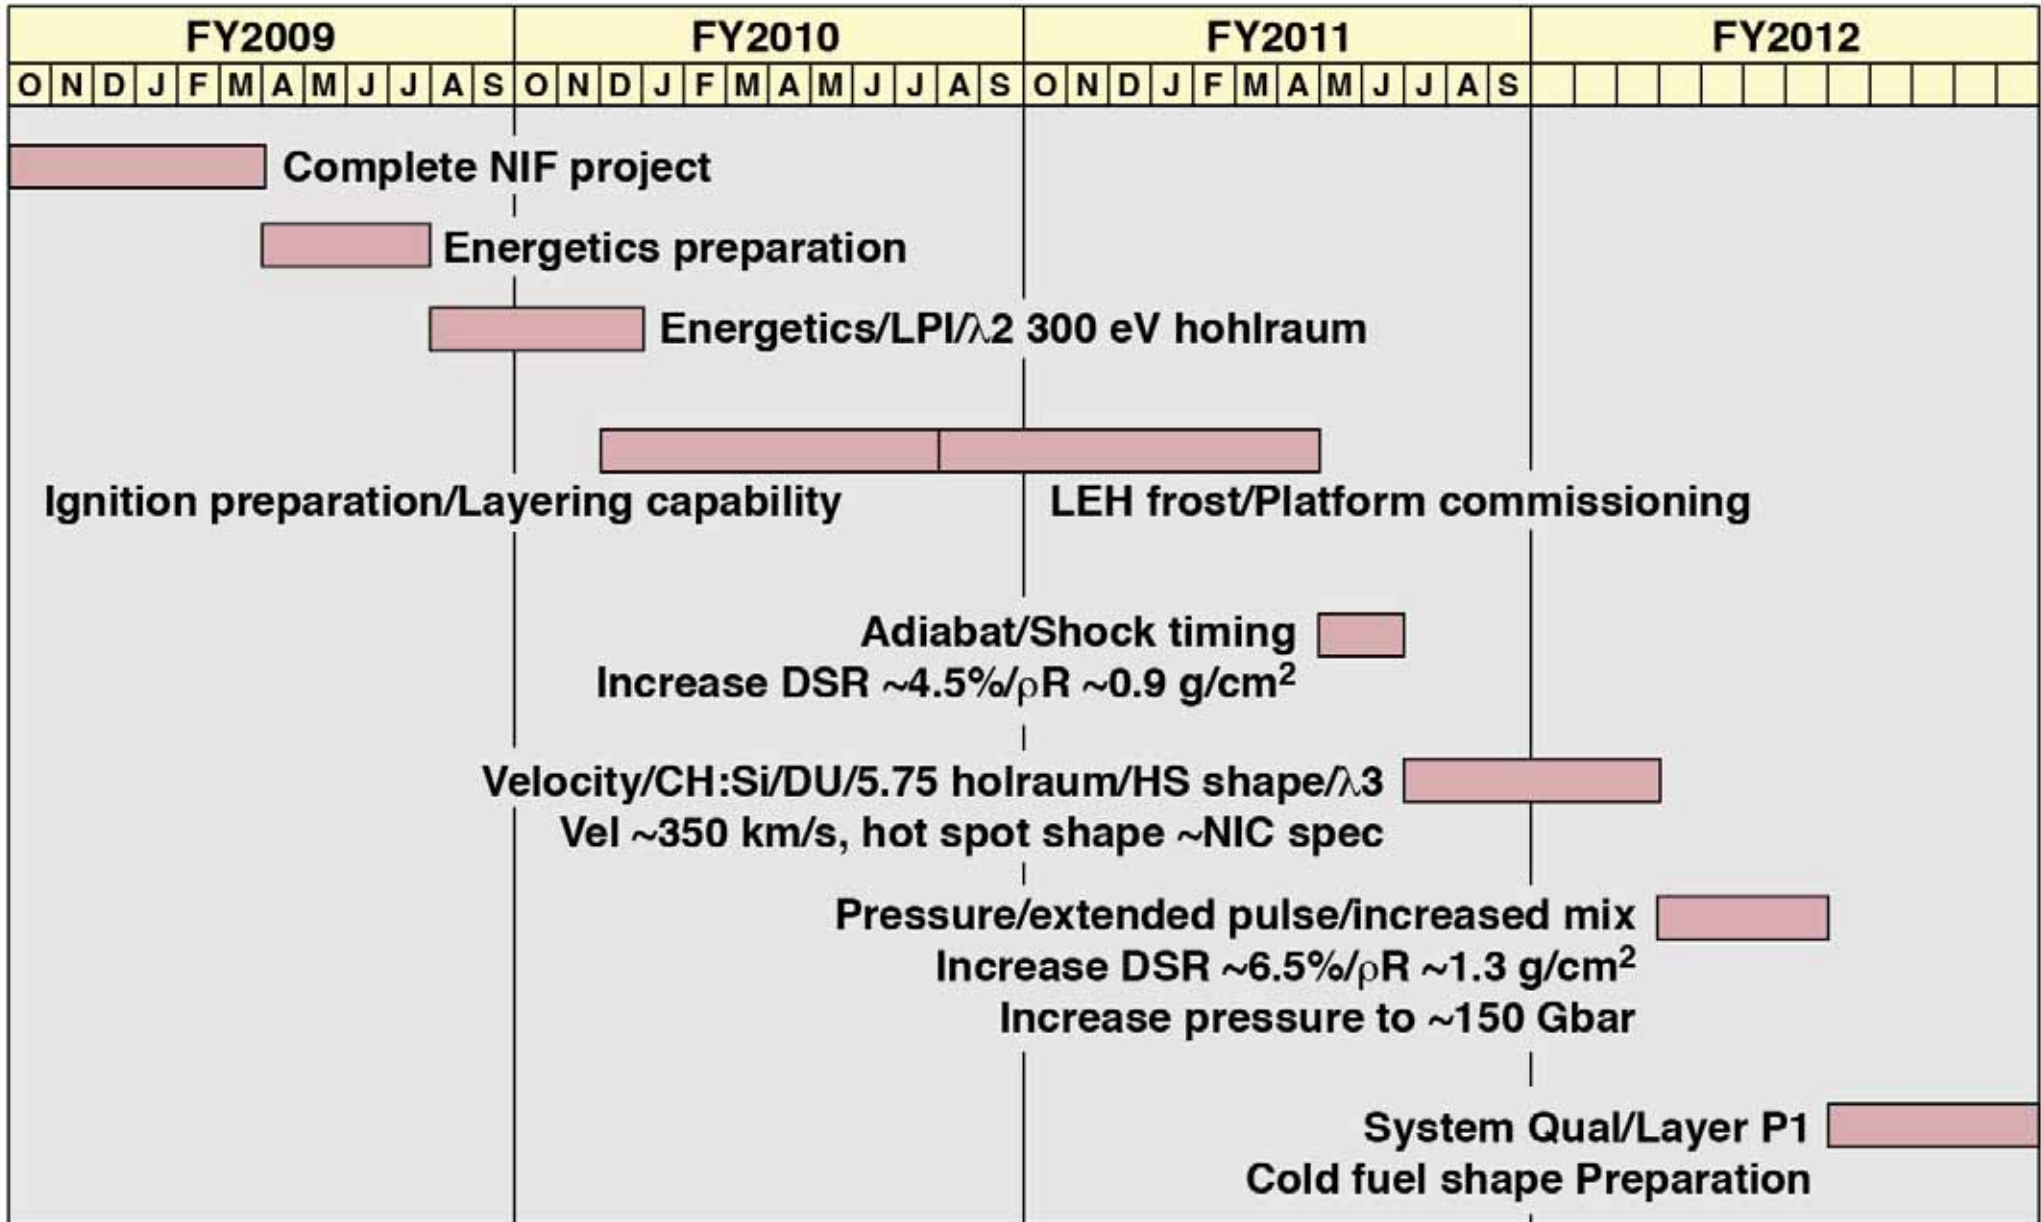 FY2009 FY2010 FY2011 FY2012
O N D J F M A M J J A S O N D J F M A M J J A S O N D J F M A M J J A S
Complete NIF project
Energetics preparation
Energetics/LPI/λ2 300 eV hohlraum
Ignition preparation/Layering capability LEH frost/Platform commissioning
Adiabat/Shock timing
Increase DSR ~4.5%/ρR ~0.9 g/cm²
Velocity/CH:Si/DU/5.75 holraum/HS shape/λ3
Vel ~350 km/s, hot spot shape ~NIC spec
Pressure/extended pulse/increased mix
Increase DSR ~6.5%/ρR ~1.3 g/cm²
Increase pressure to ~150 Gbar
System Qual/Layer P1
Cold fuel shape Preparation